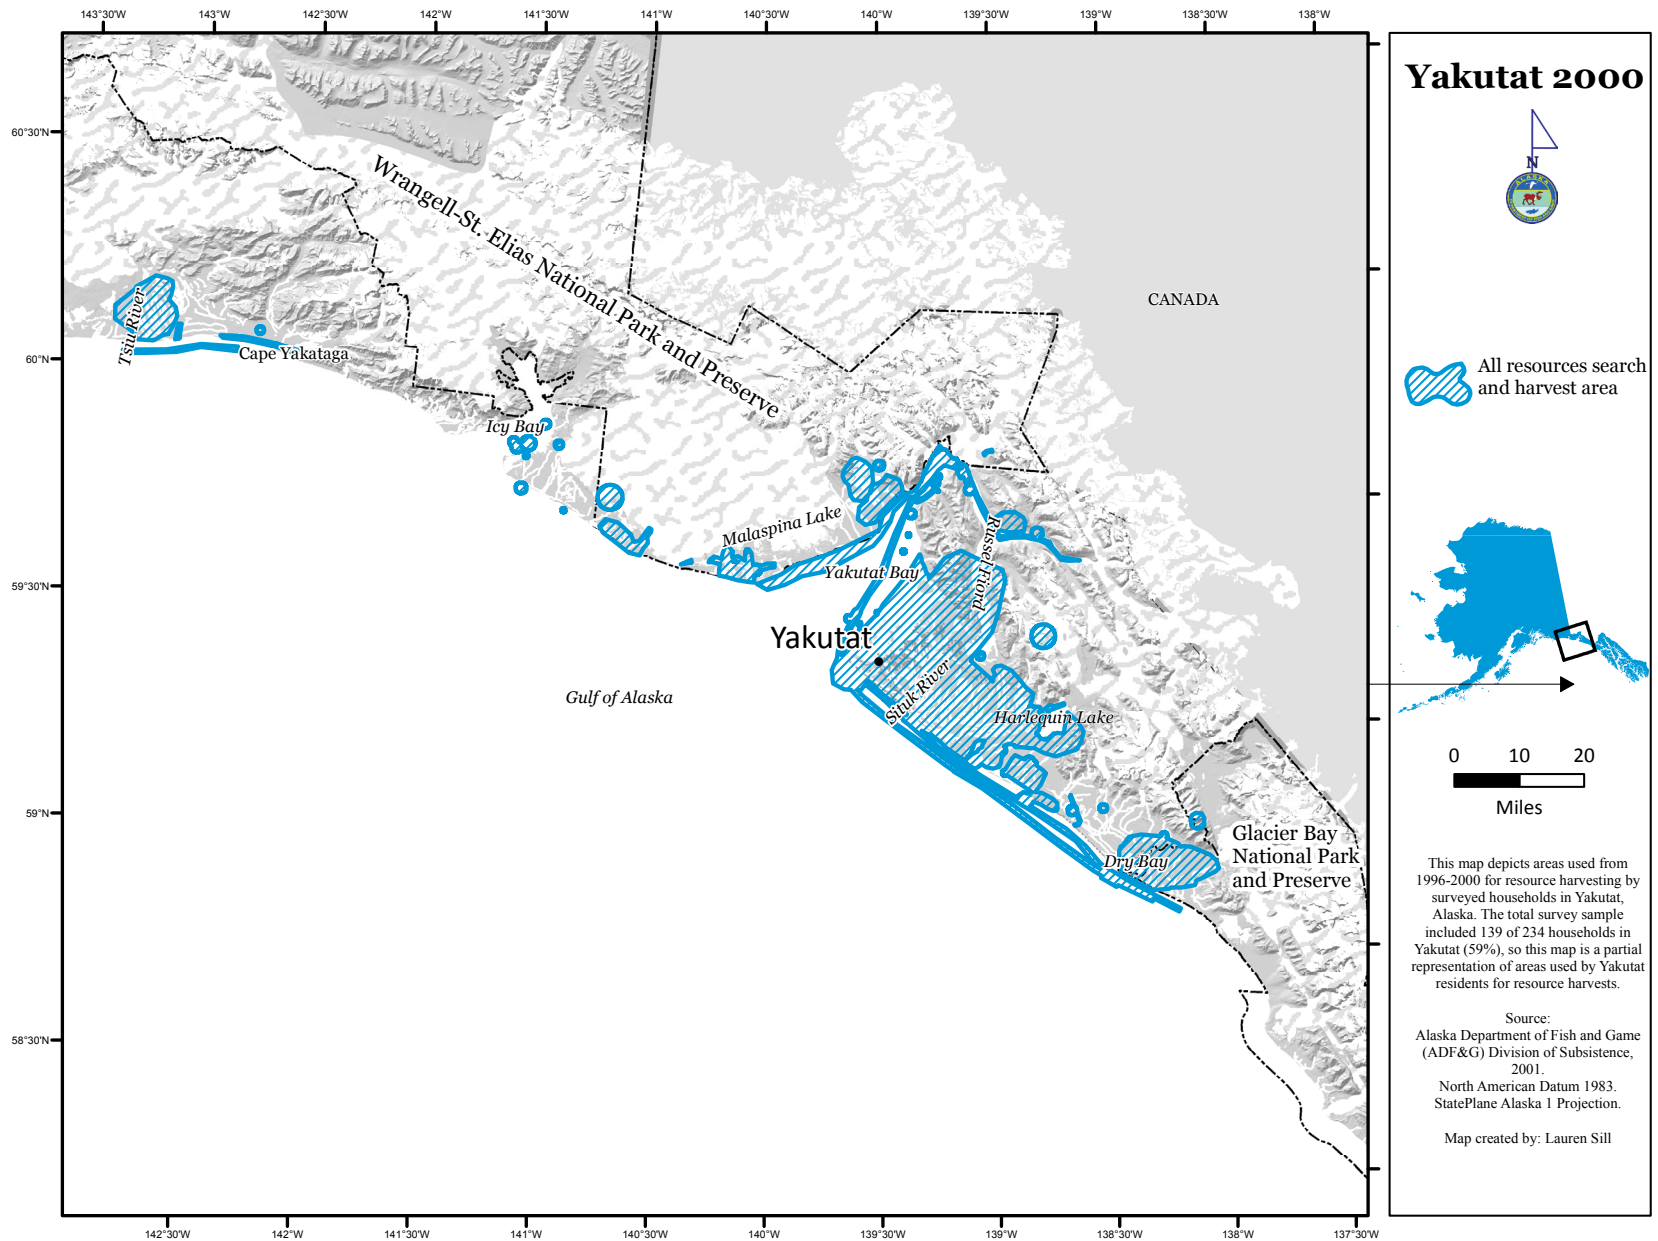 143°30'W
143°W
142°30'W
142°W
141°30'W
141°W
140°30'W
140°W
139°30'W
139°W
138°30'W
138°W
60°30'N
60°N
59°30'N
59°N
58°30'N
Wrangell-St. Elias National Park and Preserve
CANADA
Tsiu River
Cape Yakataga
Icy Bay
Malaspina Lake
Yakutat Bay
Russel Fiord
Yakutat
Situk River
Gulf of Alaska
Harlequin Lake
Dry Bay
Glacier Bay
National Park
and Preserve
142°30'W
142°W
141°30'W
141°W
140°30'W
140°W
139°30'W
139°W
138°30'W
138°W
137°30'W
Yakutat 2000
N
ALASKA
All resources search
and harvest area
0 10 20
Miles
This map depicts areas used from
1996-2000 for resource harvesting by
surveyed households in Yakutat,
Alaska. The total survey sample
included 139 of 234 households in
Yakutat (59%), so this map is a partial
representation of areas used by Yakutat
residents for resource harvests.
Source:
Alaska Department of Fish and Game
(ADF&G) Division of Subsistence,
2001.
North American Datum 1983.
StatePlane Alaska 1 Projection.
Map created by: Lauren Sill